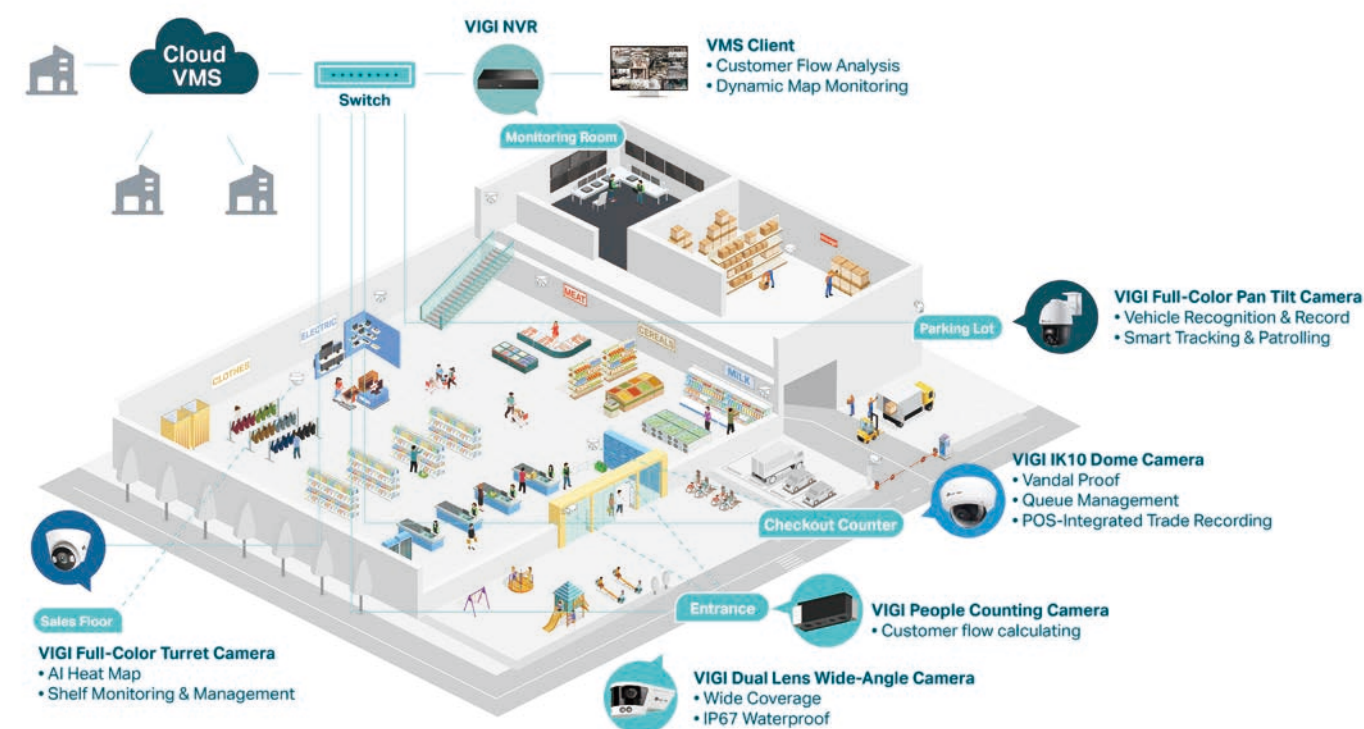 VIGI NVR
Cloud
VMS
Switch
VMS Client
• Customer Flow Analysis
• Dynamic Map Monitoring
Monitoring Room
VIGI Full-Color Pan Tilt Camera
• Vehicle Recognition & Record
• Smart Tracking & Patrolling
Parking Lot
MEAT
ELECTRIC
CEREALS
CLOTHES
MILK
VIGI IK10 Dome Camera
• Vandal Proof
• Queue Management
• POS-Integrated Trade Recording
Checkout Counter
Entrance
VIGI People Counting Camera
• Customer flow calculating
Sales Floor
VIGI Full-Color Turret Camera
• AI Heat Map
• Shelf Monitoring & Management
VIGI Dual Lens Wide-Angle Camera
• Wide Coverage
• IP67 Waterproof